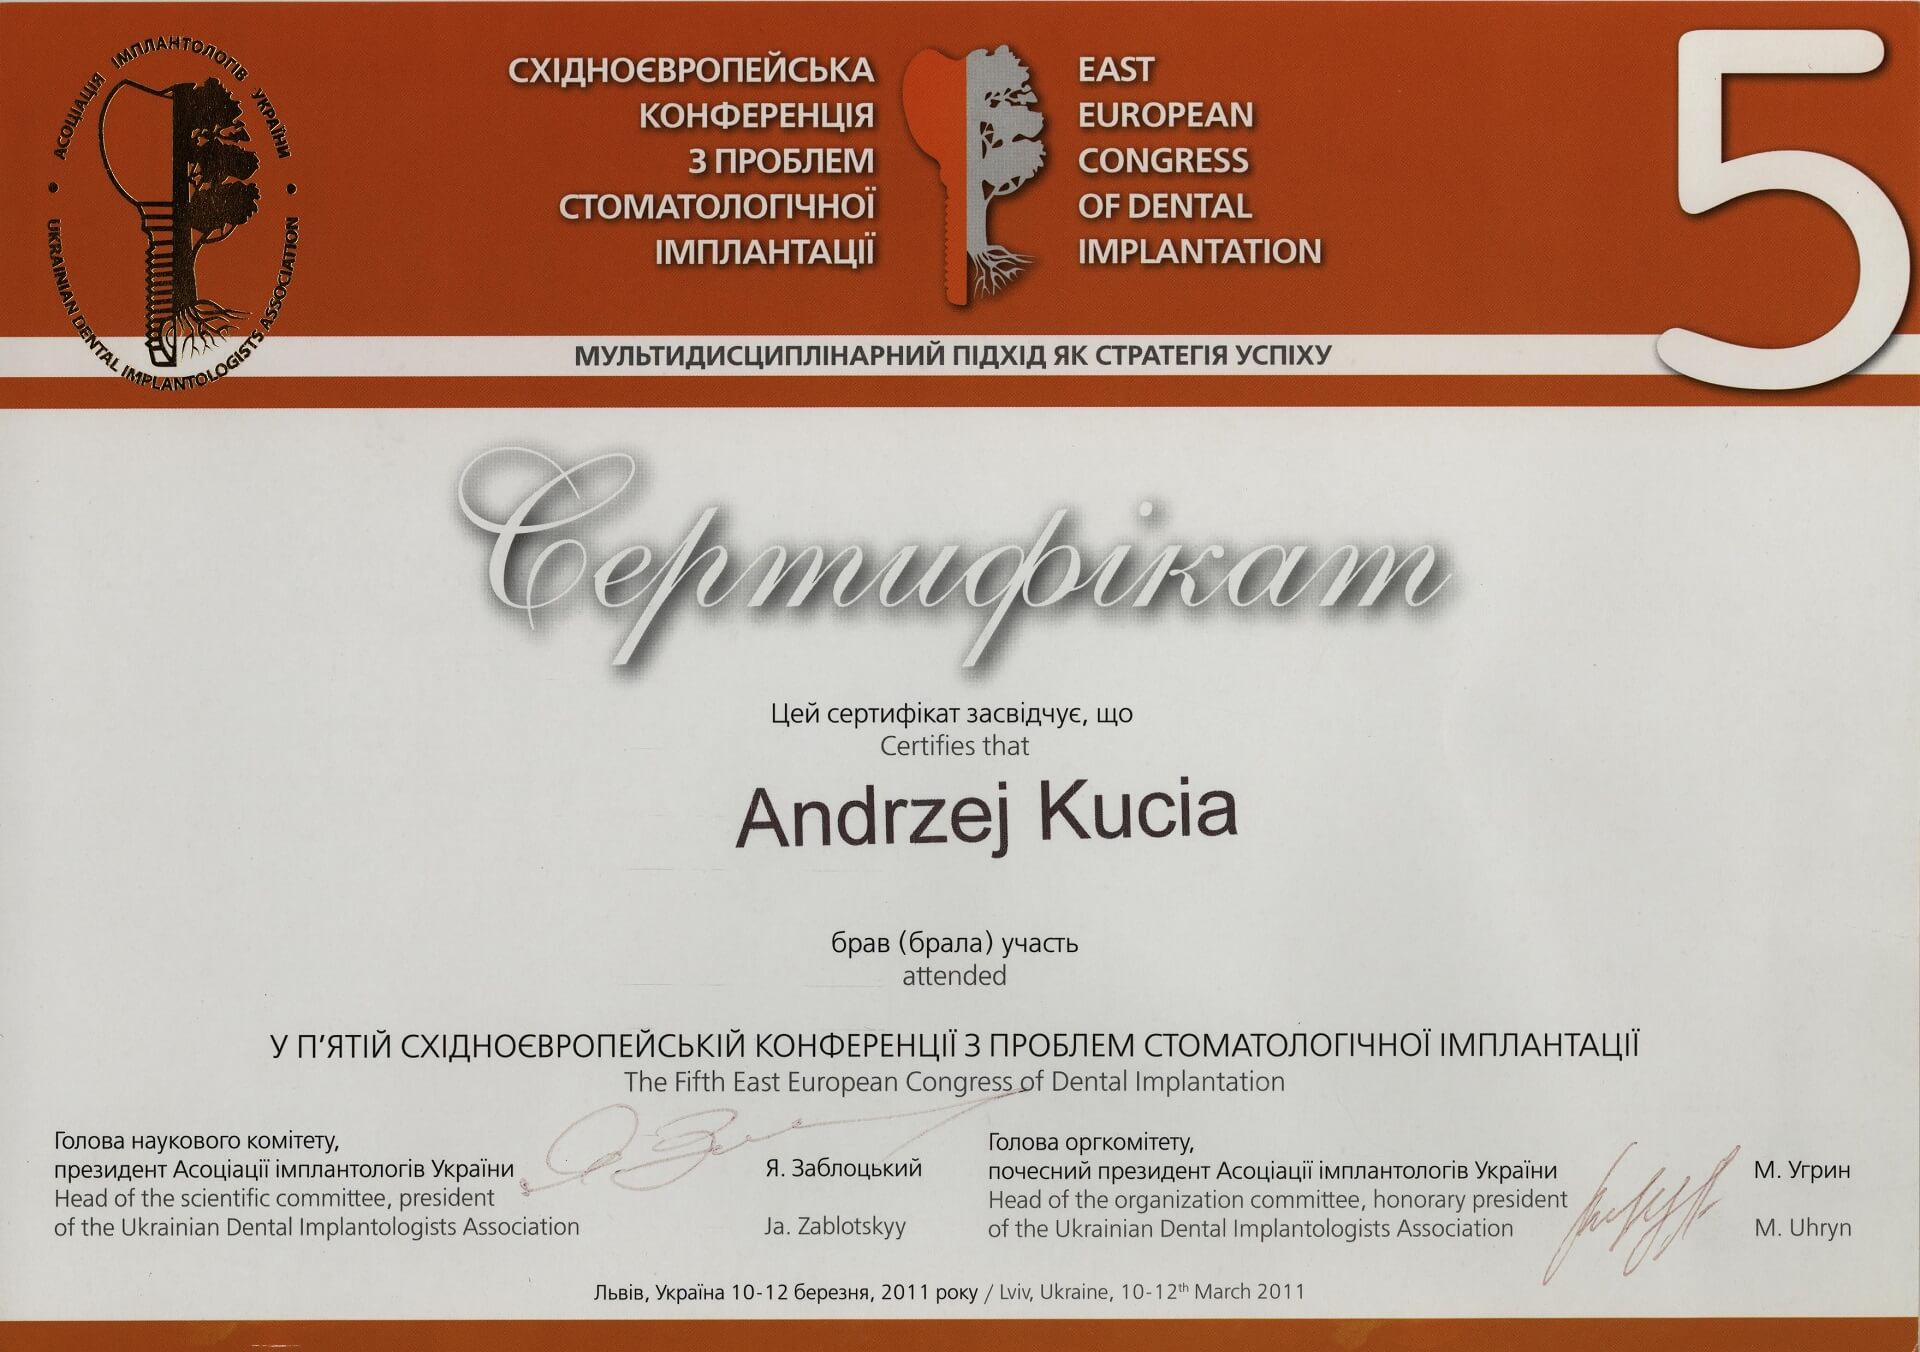 АСОЦІАЦІЯ ІМПЛАНТОЛОГІВ УКРАЇНИ
UKRAINIAN DENTAL IMPLANTOLOGISTS ASSOCIATION
СХІДНОЄВРОПЕЙСЬКА
КОНФЕРЕНЦІЯ
З ПРОБЛЕМ
СТОМАТОЛОГІЧНОЇ
ІМПЛАНТАЦІЇ
EAST
EUROPEAN
CONGRESS
OF DENTAL
IMPLANTATION
5
МУЛЬТИДИСЦИПЛІНАРНИЙ ПІДХІД ЯК СТРАТЕГІЯ УСПІХУ
Сертифікат
Цей сертифікат засвідчує, що
Certifies that
Andrzej Kucia
брав (брала) участь
attended
У П'ЯТІЙ СХІДНОЄВРОПЕЙСЬКІЙ КОНФЕРЕНЦІЇ З ПРОБЛЕМ СТОМАТОЛОГІЧНОЇ ІМПЛАНТАЦІЇ
The Fifth East European Congress of Dental Implantation
Голова наукового комітету,
президент Асоціації імплантологів України
Я. Заблоцький
Head of the scientific committee, president
of the Ukrainian Dental Implantologists Association
Ja. Zablotskyy
Голова оргкомітету,
почесний президент Асоціації імплантологів України
М. Угрин
Head of the organization committee, honorary president
of the Ukrainian Dental Implantologists Association
M. Uhryn
Львів, Україна 10-12 березня, 2011 року / Lviv, Ukraine, 10-12th March 2011